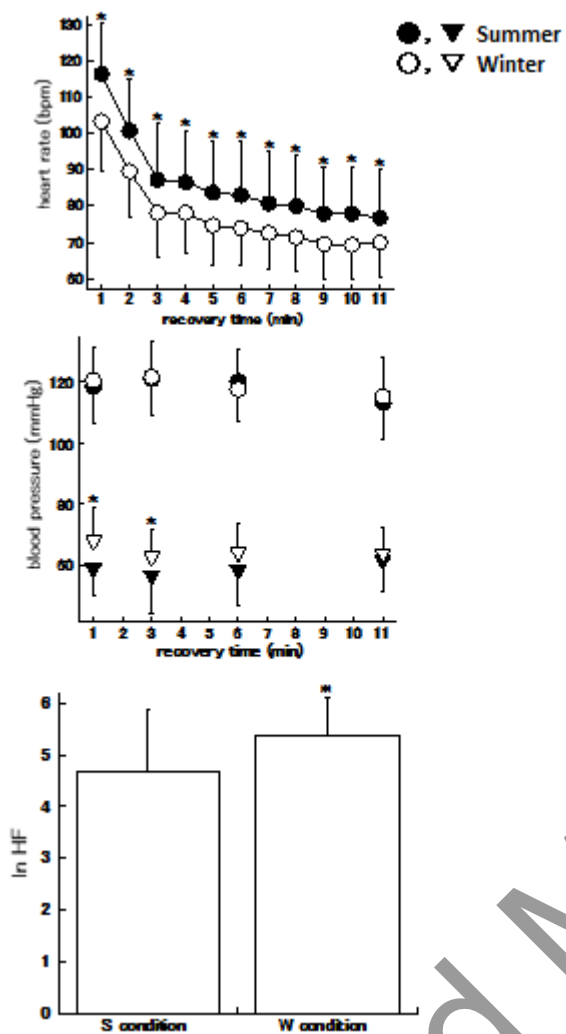 130
120
110
100
90
80
70
60
heart rate (bpm)
* * * * * * * * * * *
1 2 3 4 5 6 7 8 9 10 11
recovery time (min)
●, ▼ Summer
○, ▽ Winter
120
100
80
60
blood pressure (mmHg)
* *
1 2 3 4 5 6 7 8 9 10 11
recovery time (min)
6
5
4
3
2
1
0
ln HF
*
S condition W condition
d M